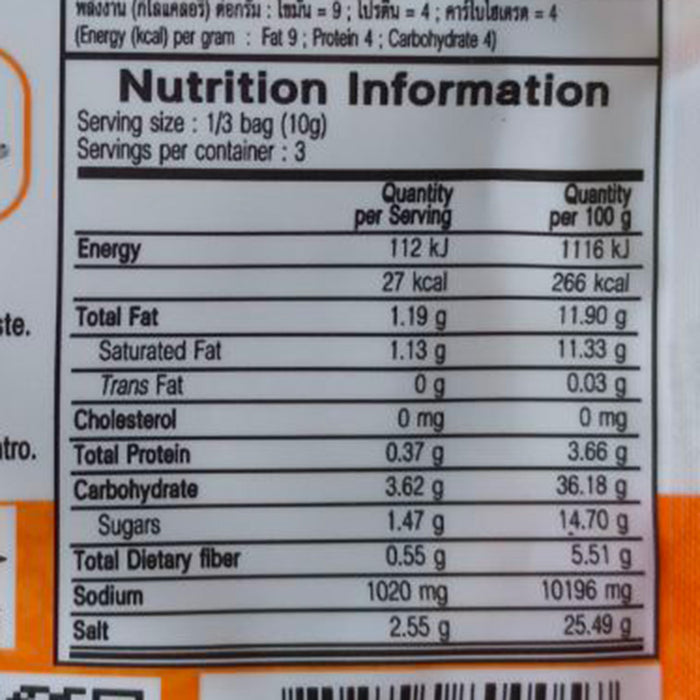 พลังงาน (กิโลแคลอรี) ต่อกรัม : ไขมัน = 9 ; โปรตีน = 4 ; คาร์โบไฮเดรต = 4
(Energy (kcal) per gram : Fat 9 ; Protein 4 ; Carbohydrate 4)
Nutrition Information
Serving size : 1/3 bag (10g)
Servings per container : 3
Quantity per Serving Quantity per 100 g
Energy 112 kJ 1116 kJ
27 kcal 266 kcal
ste.
Total Fat 1.19 g 11.90 g
Saturated Fat 1.13 g 11.33 g
Trans Fat 0 g 0.03 g
Cholesterol 0 mg 0 mg
ntro.
Total Protein 0.37 g 3.66 g
Carbohydrate 3.62 g 36.18 g
Sugars 1.47 g 14.70 g
Total Dietary fiber 0.55 g 5.51 g
Sodium 1020 mg 10196 mg
Salt 2.55 g 25.49 g